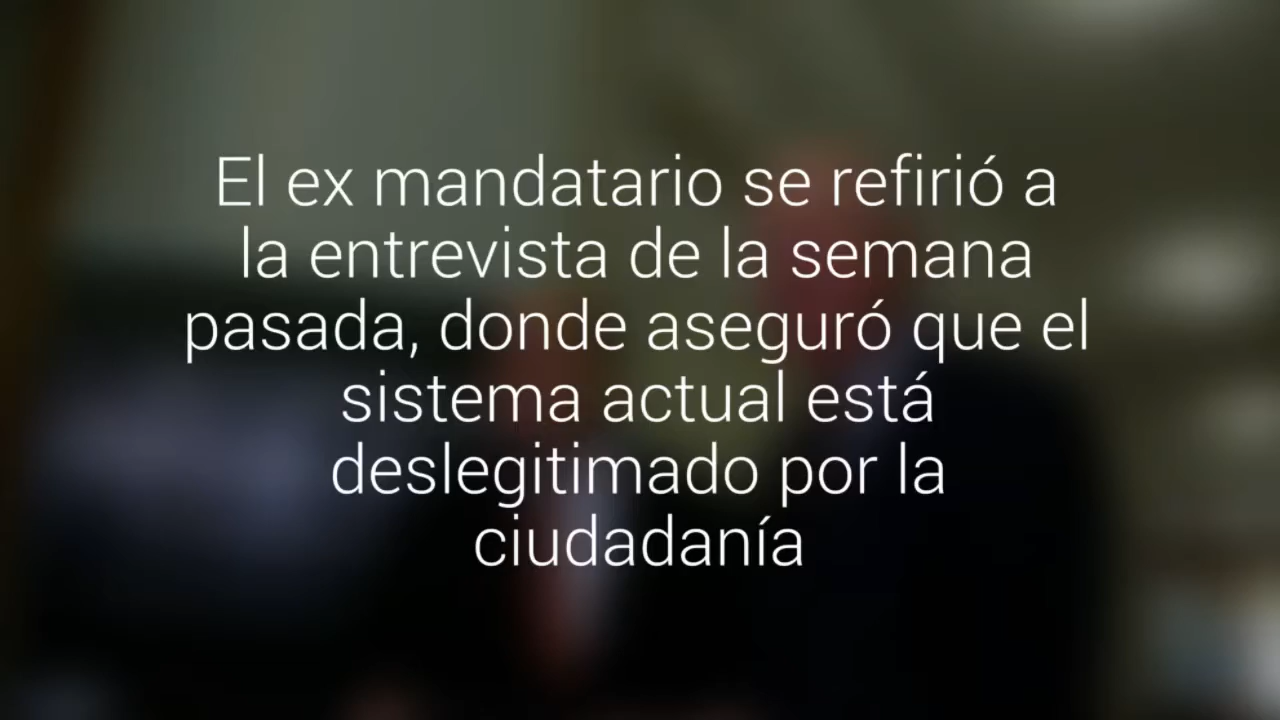 El ex mandatario se refirió a
la entrevista de la semana
pasada, donde aseguró que el
sistema actual está
deslegitimado por la
ciudadanía